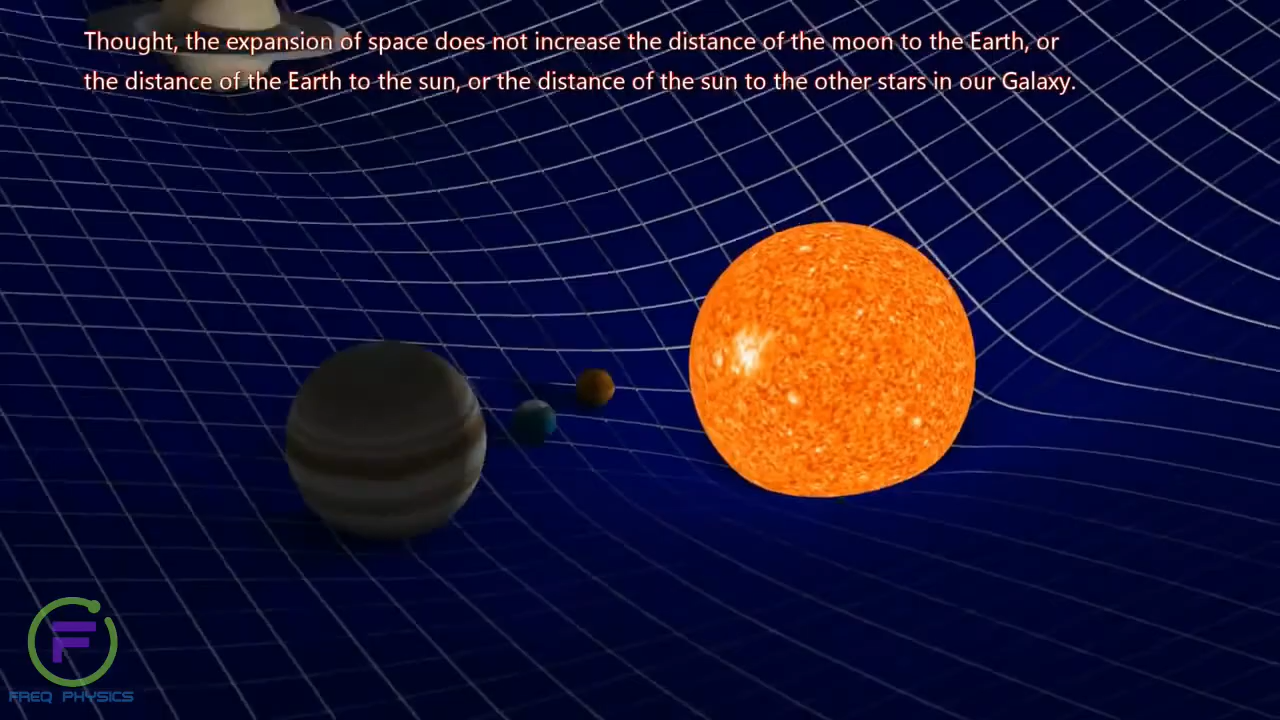 Thought, the expansion of space does not increase the distance of the moon to the Earth, or
the distance of the Earth to the sun, or the distance of the sun to the other stars in our Galaxy.
F
FREQ PHYSICS